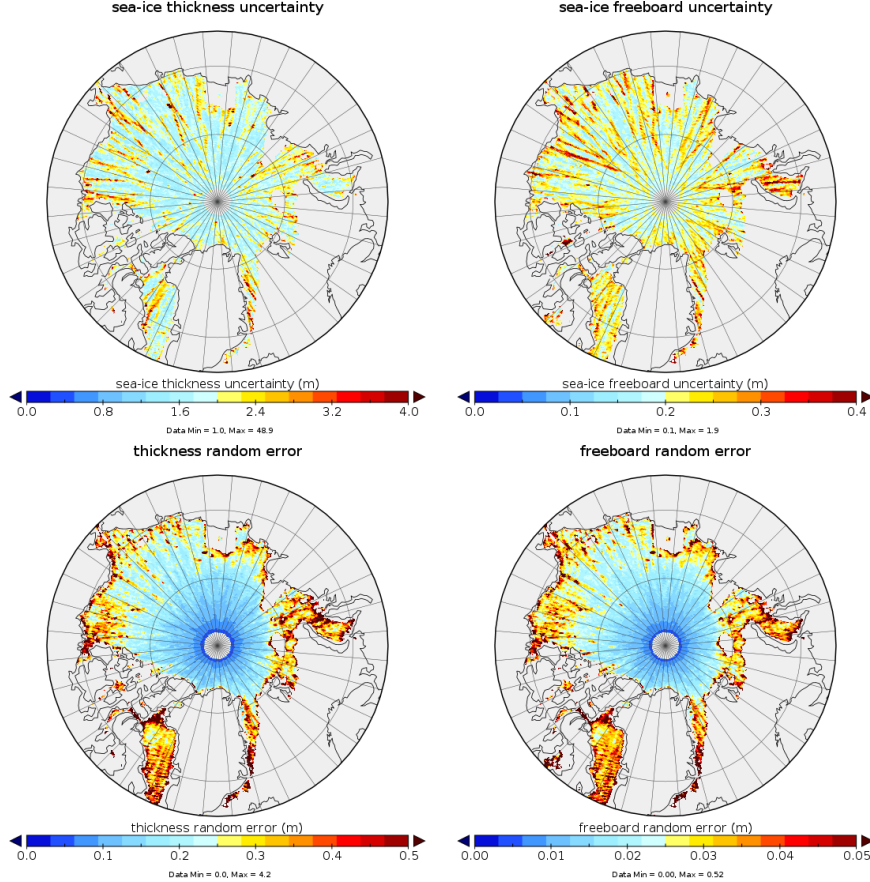 sea-ice thickness uncertainty
sea-ice freeboard uncertainty
sea-ice thickness uncertainty (m)
0.0 0.8 1.6 2.4 3.2 4.0
Data Min = 1.0, Max = 48.9
sea-ice freeboard uncertainty (m)
0.0 0.1 0.2 0.3 0.4
Data Min = 0.1, Max = 1.9
thickness random error
freeboard random error
thickness random error (m)
0.0 0.1 0.2 0.3 0.4 0.5
Data Min = 0.0, Max = 4.2
freeboard random error (m)
0.00 0.01 0.02 0.03 0.04 0.05
Data Min = 0.00, Max = 0.52